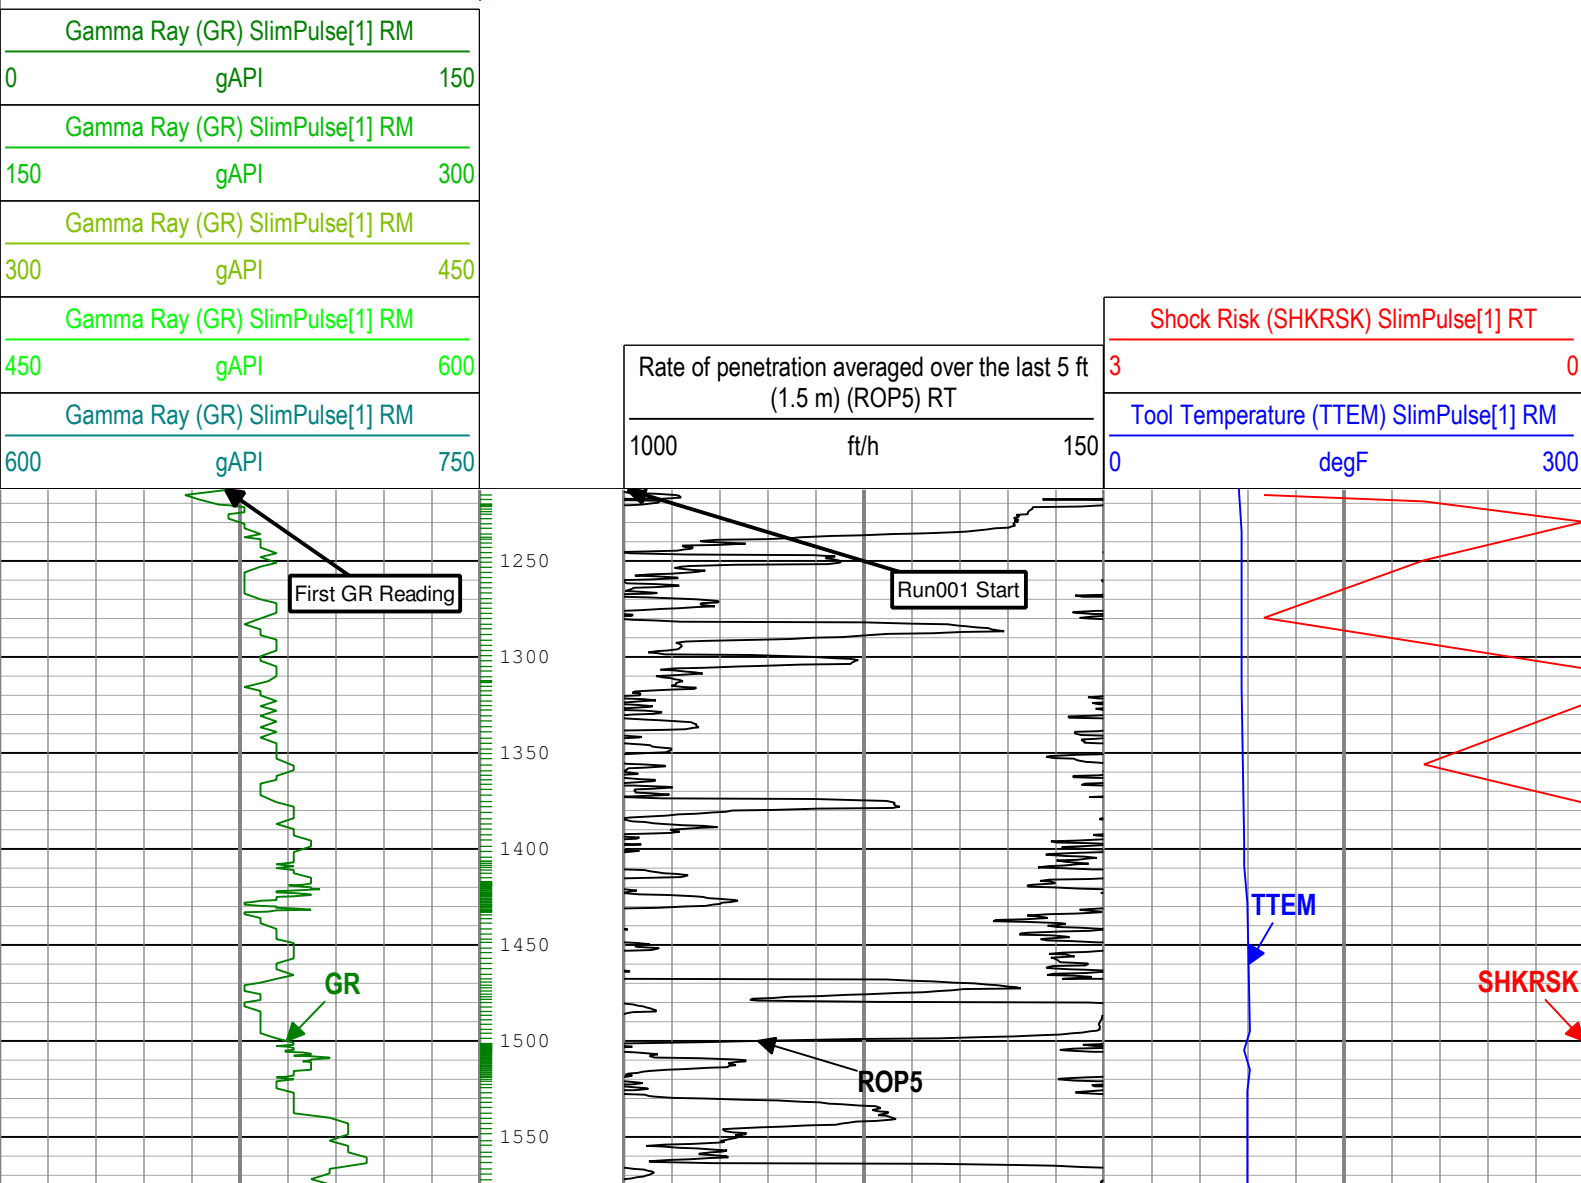 Gamma Ray (GR) SlimPulse[1] RM
0 gAPI 150
Gamma Ray (GR) SlimPulse[1] RM
150 gAPI 300
Gamma Ray (GR) SlimPulse[1] RM
300 gAPI 450
Gamma Ray (GR) SlimPulse[1] RM
450 gAPI 600
Gamma Ray (GR) SlimPulse[1] RM
600 gAPI 750
Rate of penetration averaged over the last 5 ft
(1.5 m) (ROP5) RT
1000 ft/h 150
Shock Risk (SHKRSK) SlimPulse[1] RT
3 0
Tool Temperature (TTEM) SlimPulse[1] RM
0 degF 300
1250
First GR Reading
Run001 Start
1300
1350
1400
TTEM
1450
GR
SHKRSK
1500
ROP5
1550